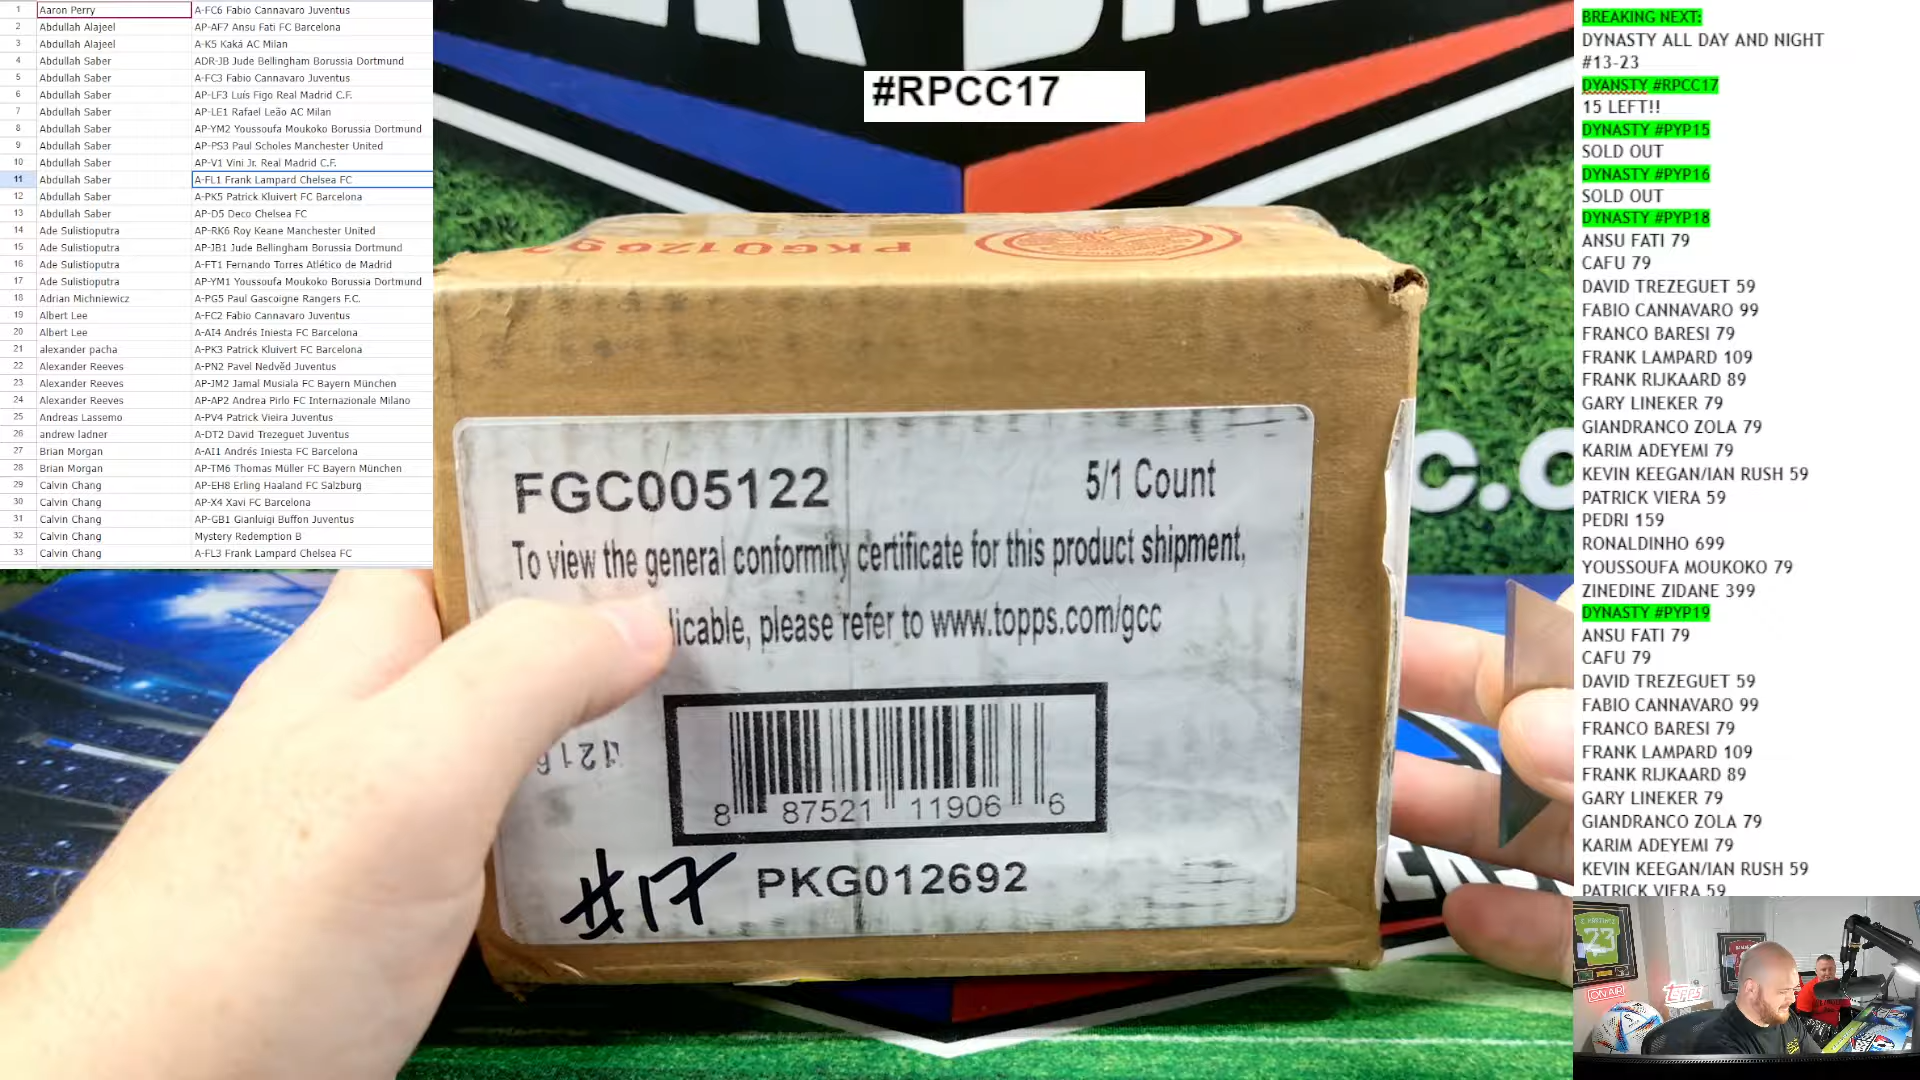 1 Aaron Perry A-FC6 Fabio Cannavaro Juventus
2 Abdullah Alajeel AP-AF7 Ansu Fati FC Barcelona
3 Abdullah Alajeel A-K5 Kaká AC Milan
4 Abdullah Saber ADR-JB Jude Bellingham Borussia Dortmund
5 Abdullah Saber A-FC3 Fabio Cannavaro Juventus
6 Abdullah Saber AP-LF3 Luís Figo Real Madrid C.F.
7 Abdullah Saber AP-LE1 Rafael Leão AC Milan
8 Abdullah Saber AP-YM2 Youssoufa Moukoko Borussia Dortmund
9 Abdullah Saber AP-PS3 Paul Scholes Manchester United
10 Abdullah Saber AP-V1 Vini Jr. Real Madrid C.F.
11 Abdullah Saber A-FL1 Frank Lampard Chelsea FC
12 Abdullah Saber A-PK5 Patrick Kluivert FC Barcelona
13 Abdullah Saber AP-D5 Deco Chelsea FC
14 Ade Sulistioputra AP-RK6 Roy Keane Manchester United
15 Ade Sulistioputra AP-JB1 Jude Bellingham Borussia Dortmund
16 Ade Sulistioputra A-FT1 Fernando Torres Atlético de Madrid
17 Ade Sulistioputra AP-YM1 Youssoufa Moukoko Borussia Dortmund
18 Adrian Michniewicz A-PG5 Paul Gascoigne Rangers F.C.
19 Albert Lee A-FC2 Fabio Cannavaro Juventus
20 Albert Lee A-AI4 Andrés Iniesta FC Barcelona
21 alexander pacha A-PK3 Patrick Kluivert FC Barcelona
22 Alexander Reeves A-PN2 Pavel Nedvěd Juventus
23 Alexander Reeves AP-JM2 Jamal Musiala FC Bayern München
24 Alexander Reeves AP-AP2 Andrea Pirlo FC Internazionale Milano
25 Andreas Lassemo A-PV4 Patrick Vieira Juventus
26 andrew ladner A-DT2 David Trezeguet Juventus
27 Brian Morgan A-AI1 Andrés Iniesta FC Barcelona
28 Brian Morgan AP-TM6 Thomas Müller FC Bayern München
29 Calvin Chang AP-EH8 Erling Haaland FC Salzburg
30 Calvin Chang AP-X4 Xavi FC Barcelona
31 Calvin Chang AP-GB1 Gianluigi Buffon Juventus
32 Calvin Chang Mystery Redemption B
33 Calvin Chang A-FL3 Frank Lampard Chelsea FC
#RPCC17
FGC005122 5/1 Count
To view the general conformity certificate for this product shipment,
licable, please refer to www.topps.com/gcc
8 87521 11906 6
#17 PKG012692
c.c
BREAKING NEXT:
DYNASTY ALL DAY AND NIGHT
#13-23
DYANSTY #RPCC17
15 LEFT!!
DYNASTY #PYP15
SOLD OUT
DYNASTY #PYP16
SOLD OUT
DYNASTY #PYP18
ANSU FATI 79
CAFU 79
DAVID TREZEGUET 59
FABIO CANNAVARO 99
FRANCO BARESI 79
FRANK LAMPARD 109
FRANK RIJKAARD 89
GARY LINEKER 79
GIANDRANCO ZOLA 79
KARIM ADEYEMI 79
KEVIN KEEGAN/IAN RUSH 59
PATRICK VIERA 59
PEDRI 159
RONALDINHO 699
YOUSSOUFA MOUKOKO 79
ZINEDINE ZIDANE 399
DYNASTY #PYP19
ANSU FATI 79
CAFU 79
DAVID TREZEGUET 59
FABIO CANNAVARO 99
FRANCO BARESI 79
FRANK LAMPARD 109
FRANK RIJKAARD 89
GARY LINEKER 79
GIANDRANCO ZOLA 79
KARIM ADEYEMI 79
KEVIN KEEGAN/IAN RUSH 59
PATRICK VIERA 59
23
ON AIR
topps